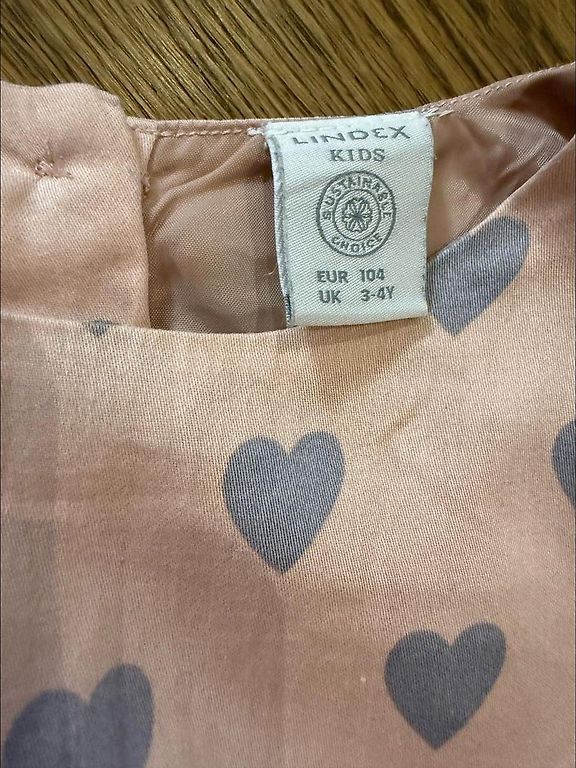 LINDEX
KIDS
SUSTAINABLE
CHOICE
EUR 104
UK 3-4Y